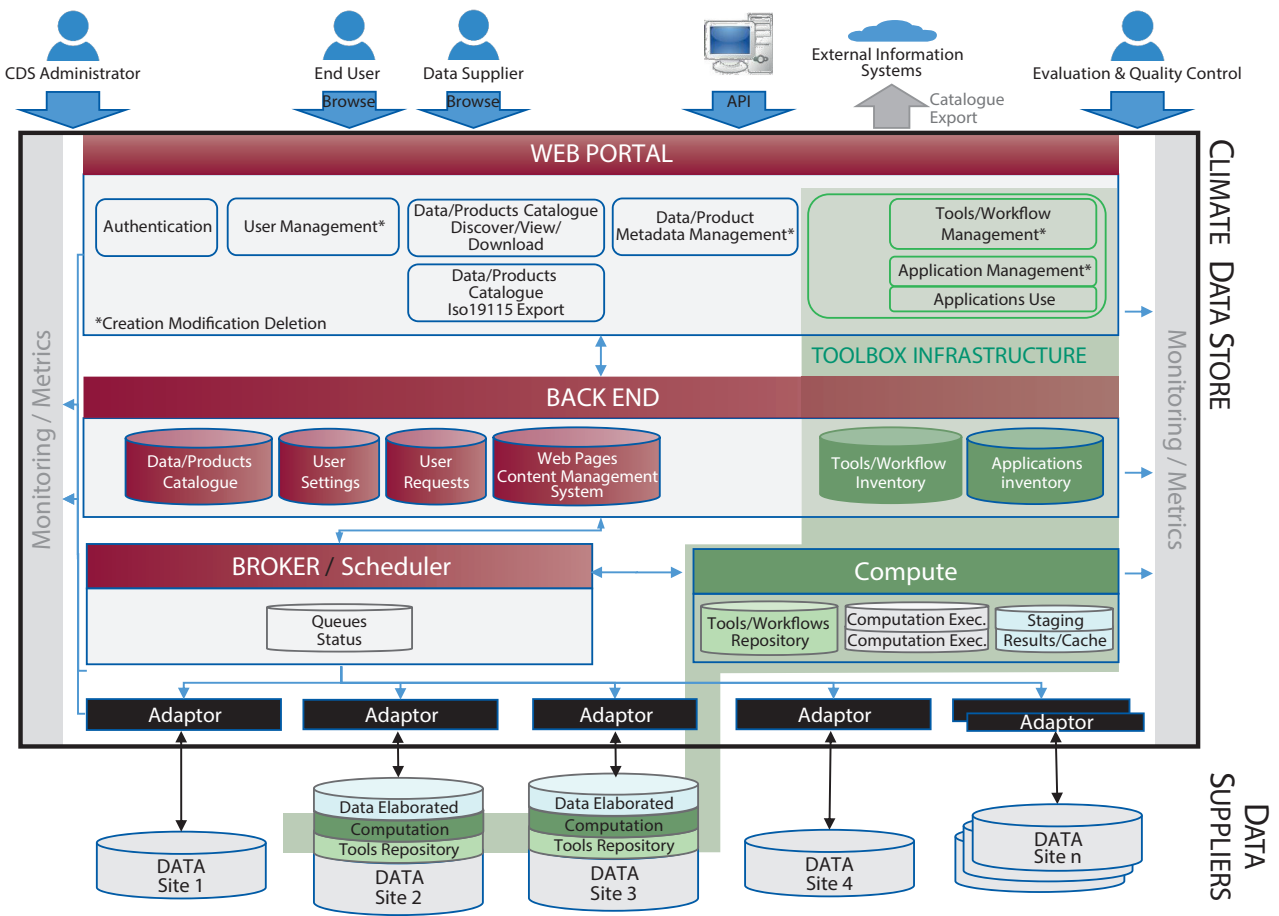 CDS Administrator
End User
Data Supplier
External Information
Systems
Evaluation & Quality Control
Browse
Browse
API
Catalogue
Export
WEB PORTAL
Authentication
User Management*
Data/Products Catalogue
Discover/View/
Download
Data/Product
Metadata Management*
Tools/Workflow
Management*
Data/Products
Catalogue
Iso19115 Export
Application Management*
Applications Use
*Creation Modification Deletion
TOOLBOX INFRASTRUCTURE
CLIMATE DATA STORE
Monitoring / Metrics
Monitoring / Metrics
BACK END
Data/Products
Catalogue
User
Settings
User
Requests
Web Pages
Content Management
System
Tools/Workflow
Inventory
Applications
inventory
BROKER / Scheduler
Queues
Status
Compute
Tools/Workflows
Repository
Computation Exec.
Computation Exec.
Staging
Results/Cache
Adaptor
Adaptor
Adaptor
Adaptor
Adaptor
DATA
SUPPLIERS
DATA
Site 1
Data Elaborated
Computation
Tools Repository
DATA
Site 2
Data Elaborated
Computation
Tools Repository
DATA
Site 3
DATA
Site 4
DATA
Site n